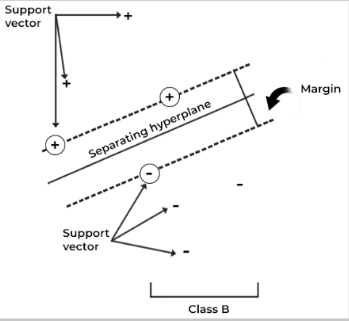 Support
vector
+
+
+
+
Margin
Separating hyperplane
-
-
-
Support
vector
-
Class B